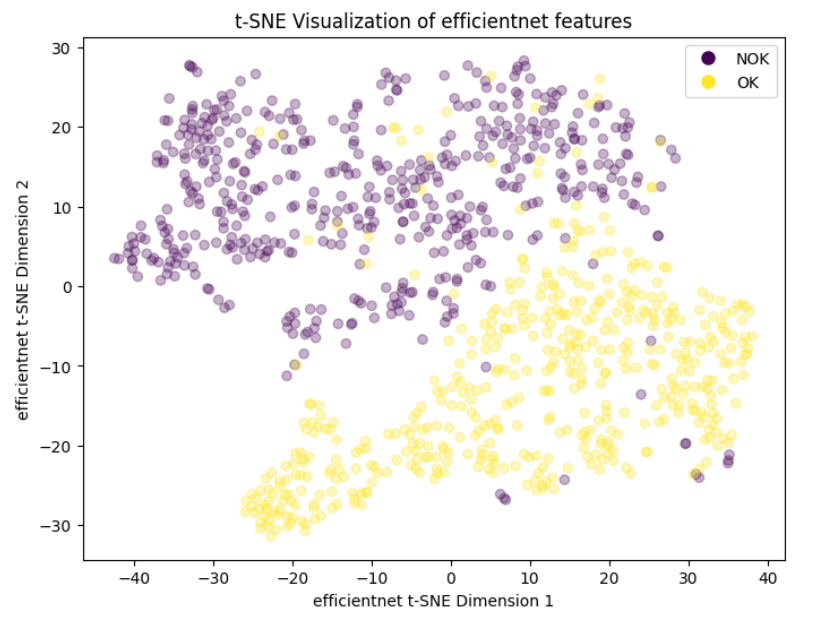 t-SNE Visualization of efficientnet features
NOK
OK
30
20
10
0
−10
−20
−30
efficientnet t-SNE Dimension 2
−40 −30 −20 −10 0 10 20 30 40
efficientnet t-SNE Dimension 1